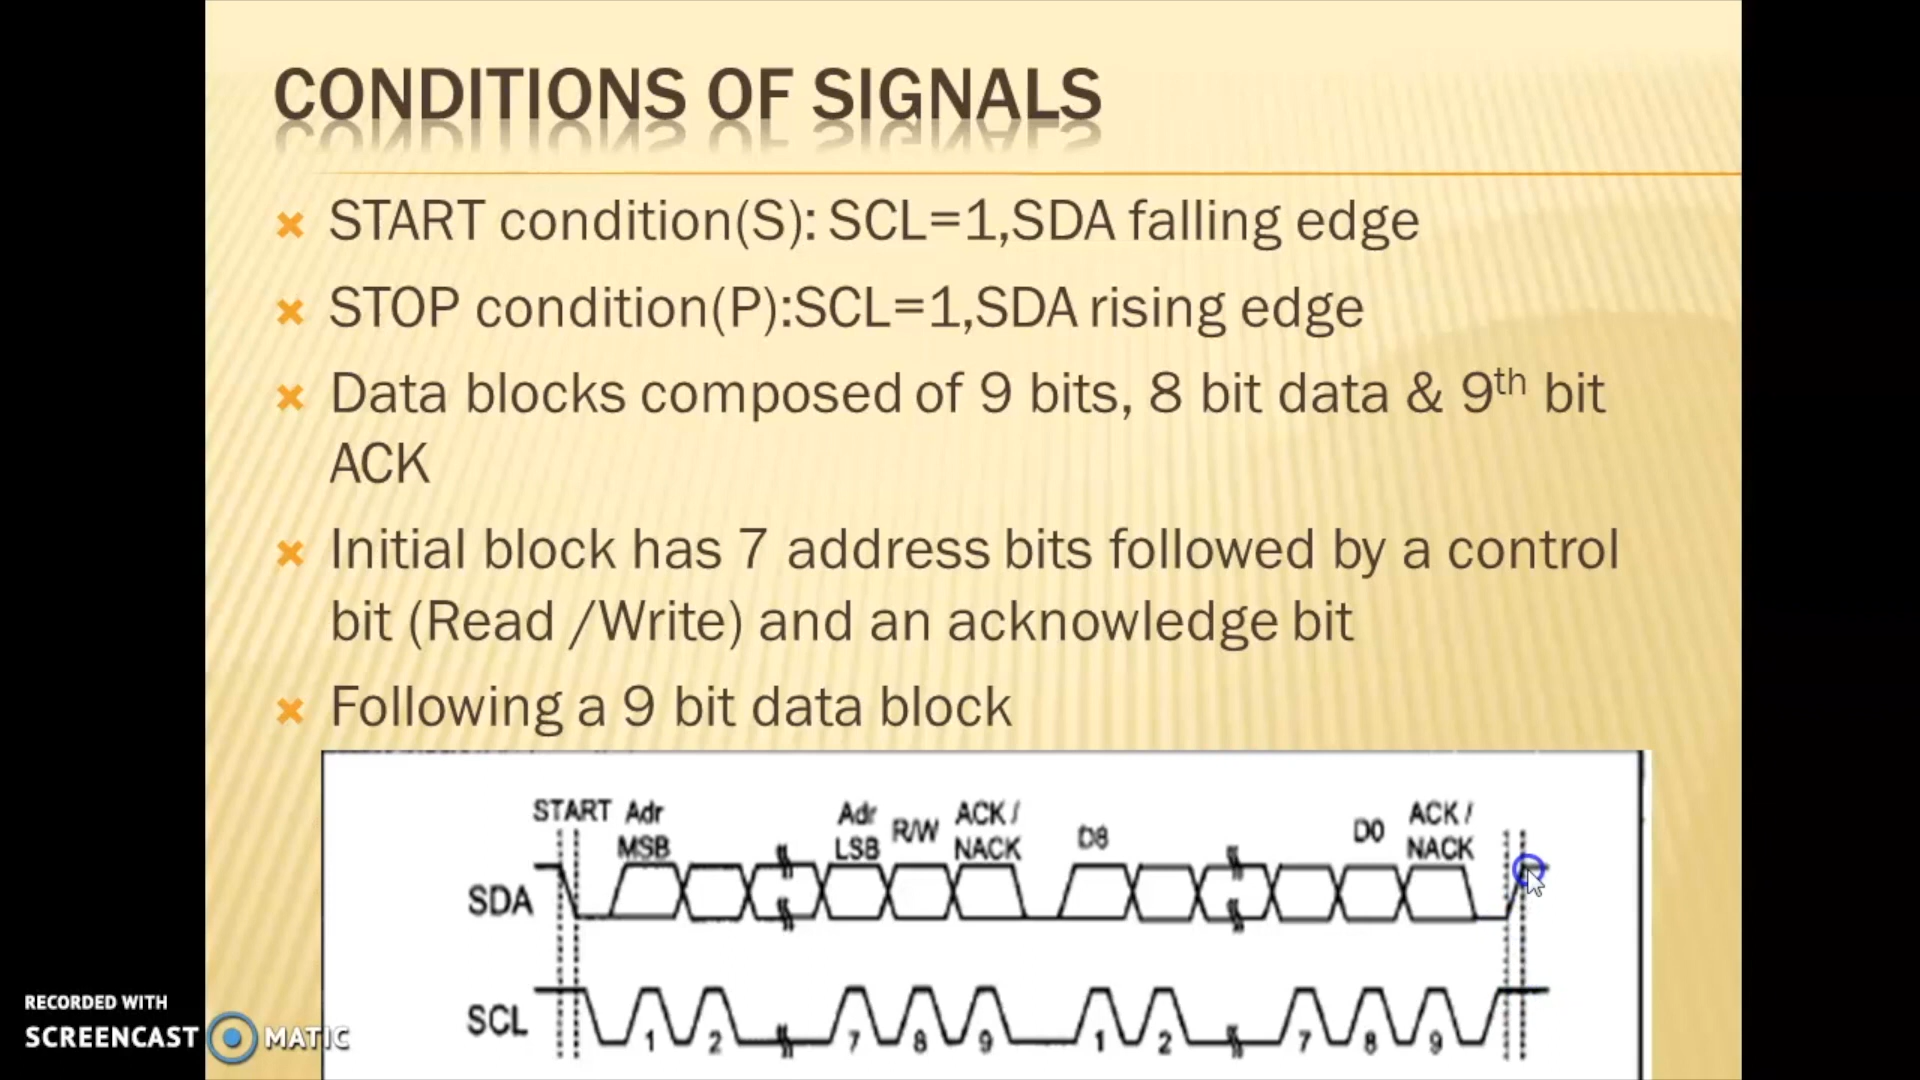 CONDITIONS OF SIGNALS
START condition(S): SCL=1,SDA falling edge
STOP condition(P):SCL=1,SDA rising edge
Data blocks composed of 9 bits, 8 bit data & 9th bit
ACK
Initial block has 7 address bits followed by a control
bit (Read /Write) and an acknowledge bit
Following a 9 bit data block
START Adr MSB Adr LSB R/W ACK / NACK D8 D0 ACK / NACK
SDA
SCL
1 2 7 8 9 1 2 7 8 9
RECORDED WITH
SCREENCAST MATIC